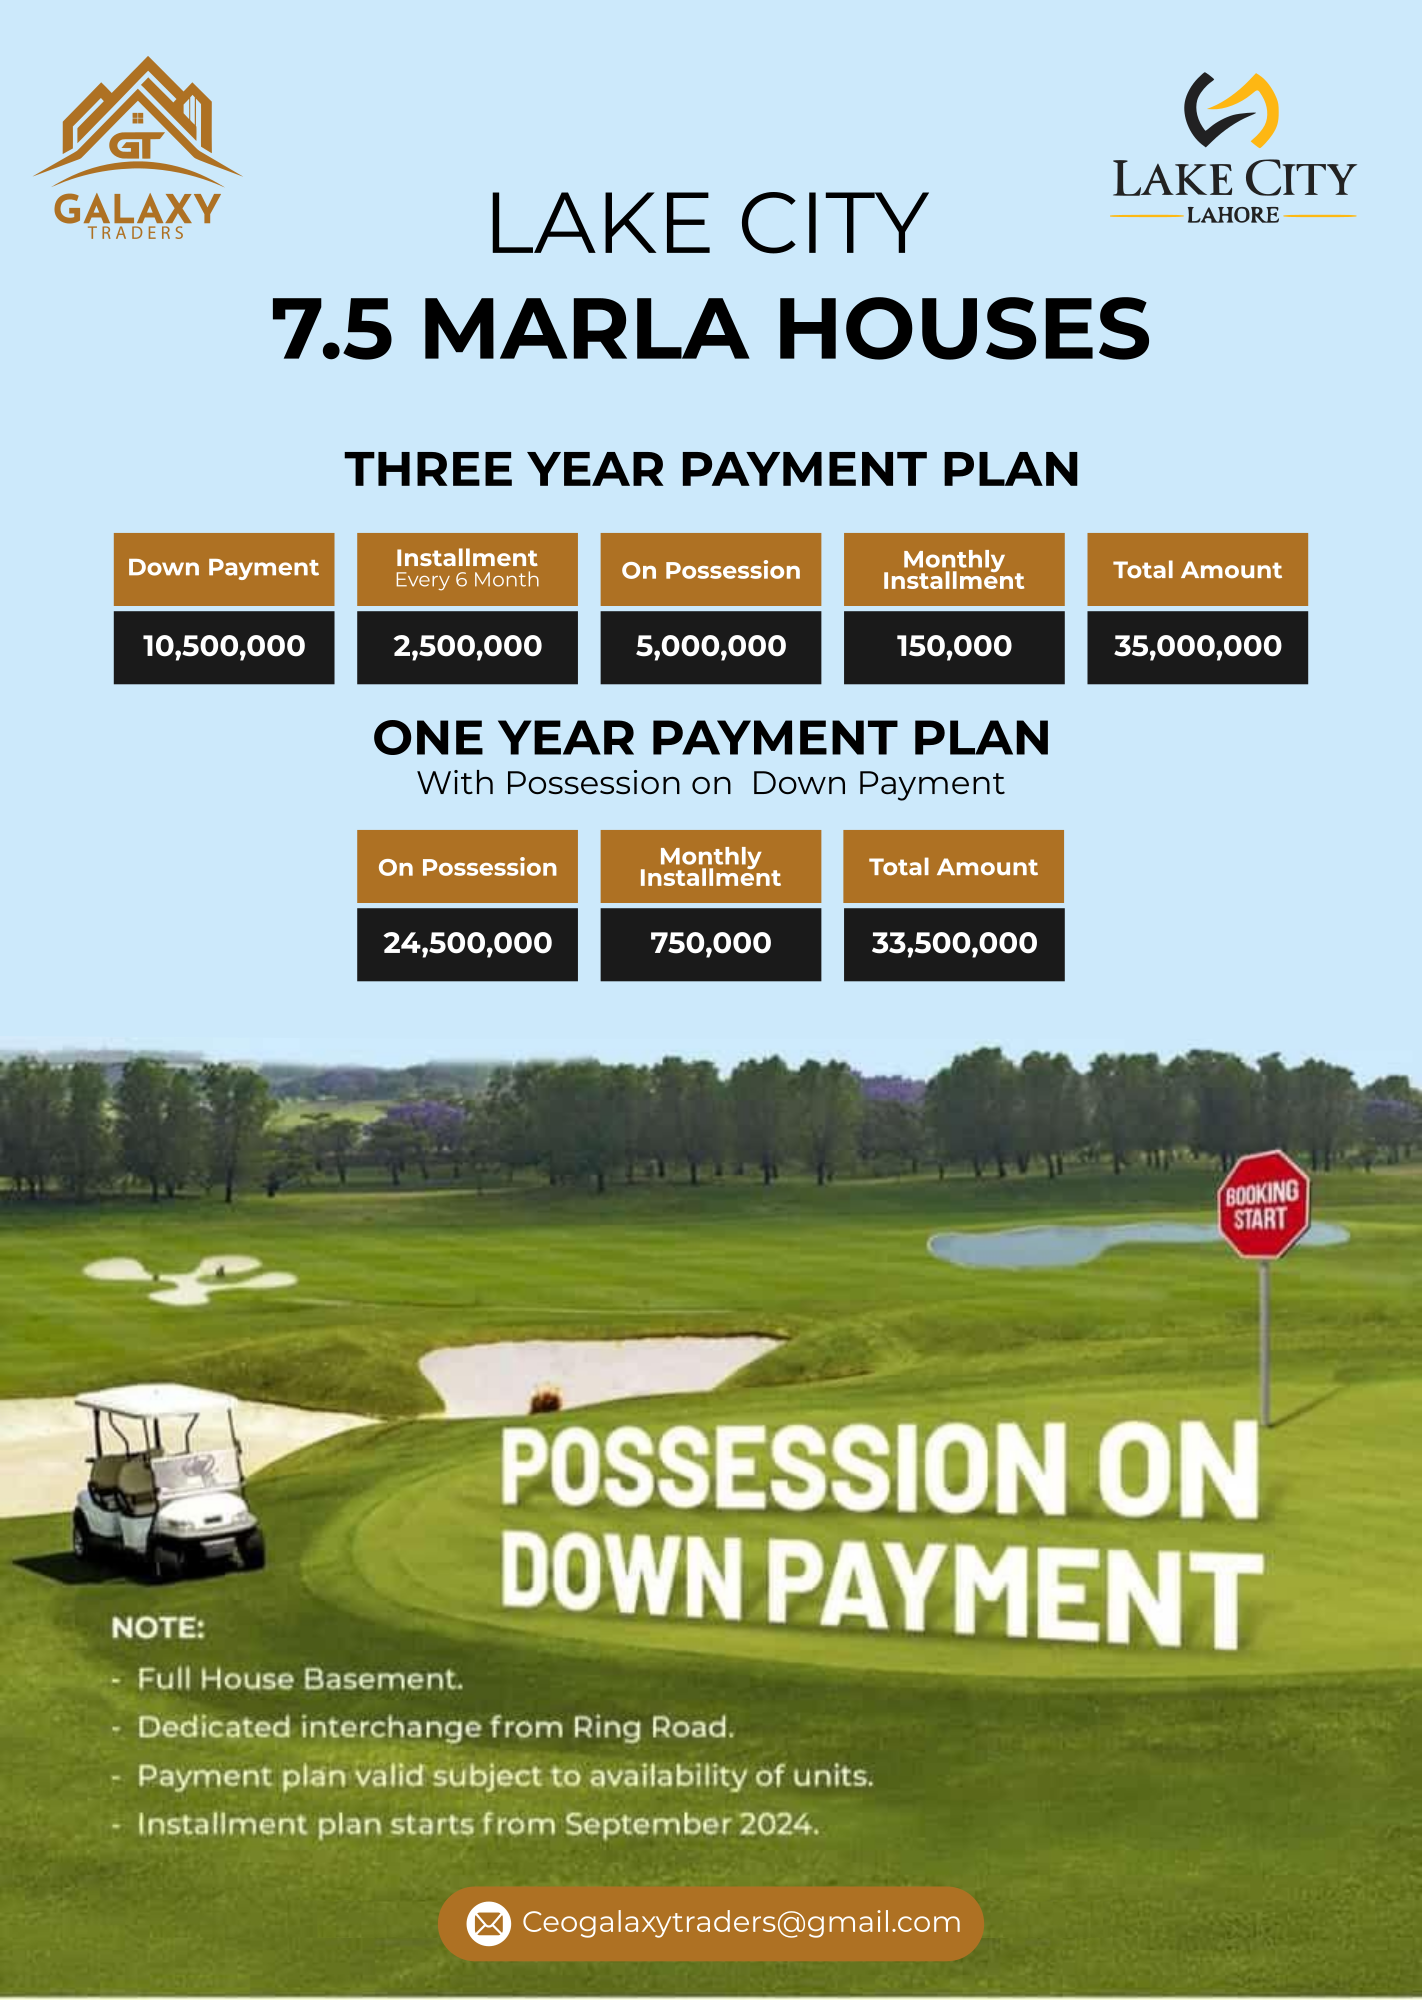 GT
GALAXY
TRADERS
LAKE CITY
LAHORE
LAKE CITY
7.5 MARLA HOUSES
THREE YEAR PAYMENT PLAN
Down Payment
10,500,000
Installment
Every 6 Month
2,500,000
On Possession
5,000,000
Monthly
Installment
150,000
Total Amount
35,000,000
ONE YEAR PAYMENT PLAN
With Possession on Down Payment
On Possession
24,500,000
Monthly
Installment
750,000
Total Amount
33,500,000
BOOKING
START
POSSESSION ON
DOWN PAYMENT
NOTE:
- Full House Basement.
- Dedicated interchange from Ring Road.
- Payment plan valid subject to availability of units.
- Installment plan starts from September 2024.
Ceogalaxytraders@gmail.com